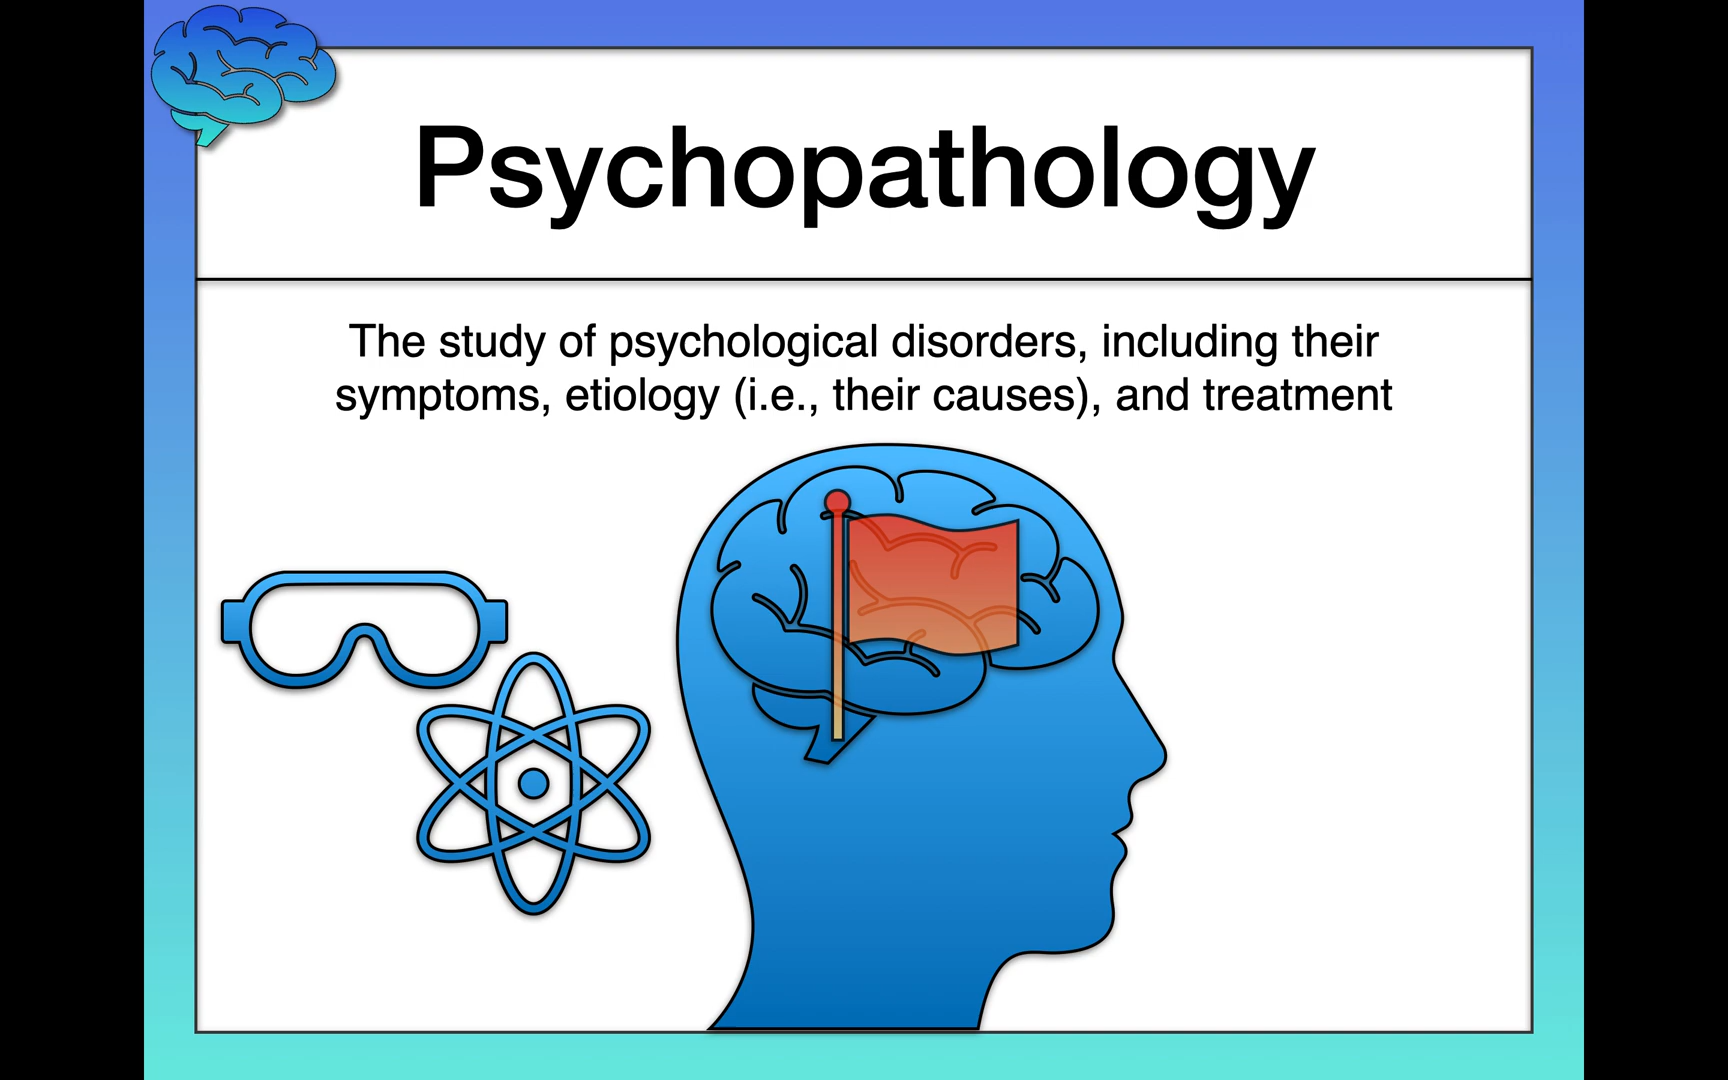 Psychopathology
The study of psychological disorders, including their
symptoms, etiology (i.e., their causes), and treatment